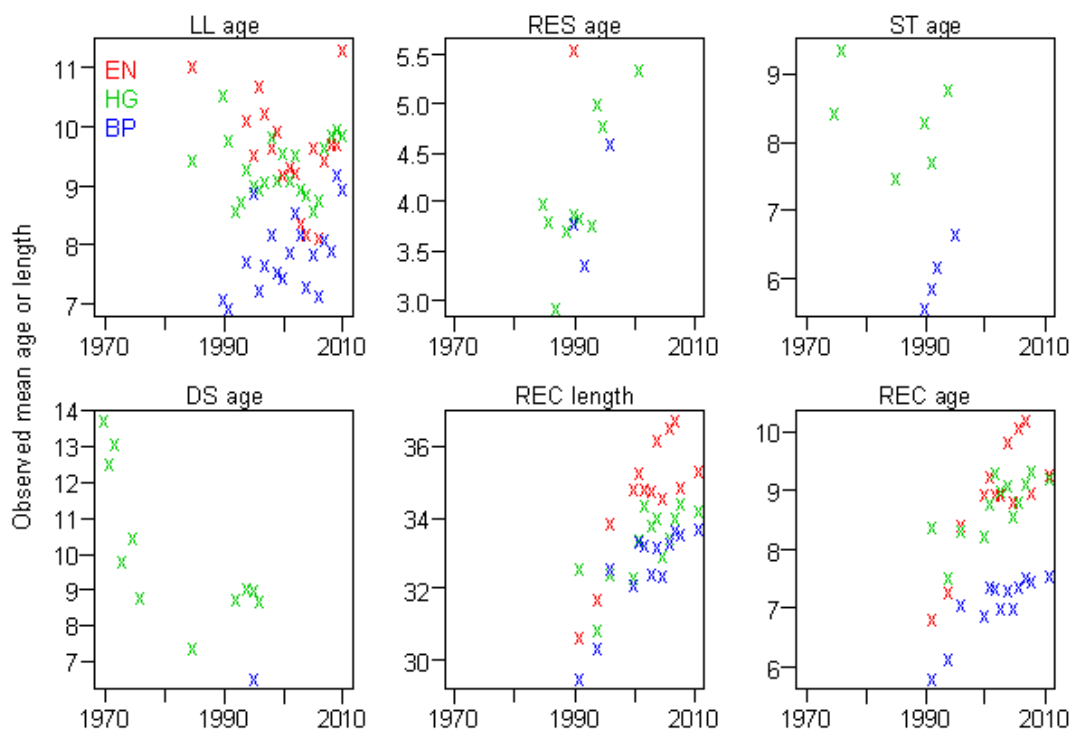 LL age
RES age
ST age
EN
HG
BP
11
10
9
8
7
5.5
5.0
4.5
4.0
3.5
3.0
9
8
7
6
1970 1990 2010
1970 1990 2010
1970 1990 2010
Observed mean age or length
DS age
REC length
REC age
14
13
12
11
10
9
8
7
36
34
32
30
10
9
8
7
6
1970 1990 2010
1970 1990 2010
1970 1990 2010